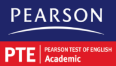 PEARSON
PTE PEARSON TEST OF ENGLISH
Academic